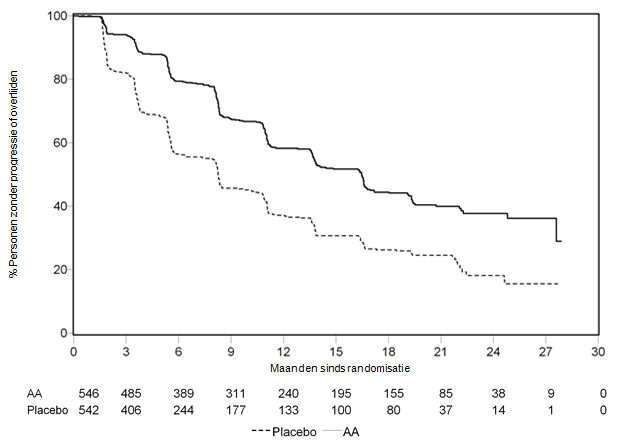 % Personen zonder progressie of overlijden
100
80
60
40
20
0
0 3 6 9 12 15 18 21 24 27 30
Maanden sinds randomisatie
AA 546 485 389 311 240 195 155 85 38 9 0
Placebo 542 406 244 177 133 100 80 37 14 1 0
Placebo AA